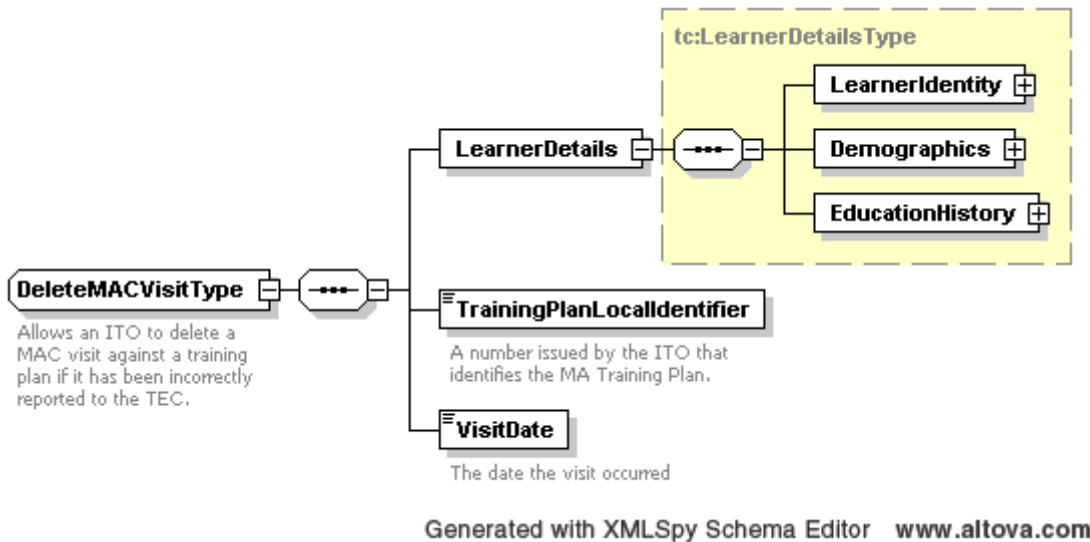 tc:LearnerDetailsType
LearnerIdentity
LearnerDetails
Demographics
EducationHistory
DeleteMACVisitType
Allows an ITO to delete a
MAC visit against a training
plan if it has been incorrectly
reported to the TEC.
TrainingPlanLocalIdentifier
A number issued by the ITO that
identifies the MA Training Plan.
VisitDate
The date the visit occurred
Generated with XMLSpy Schema Editor www.altova.com